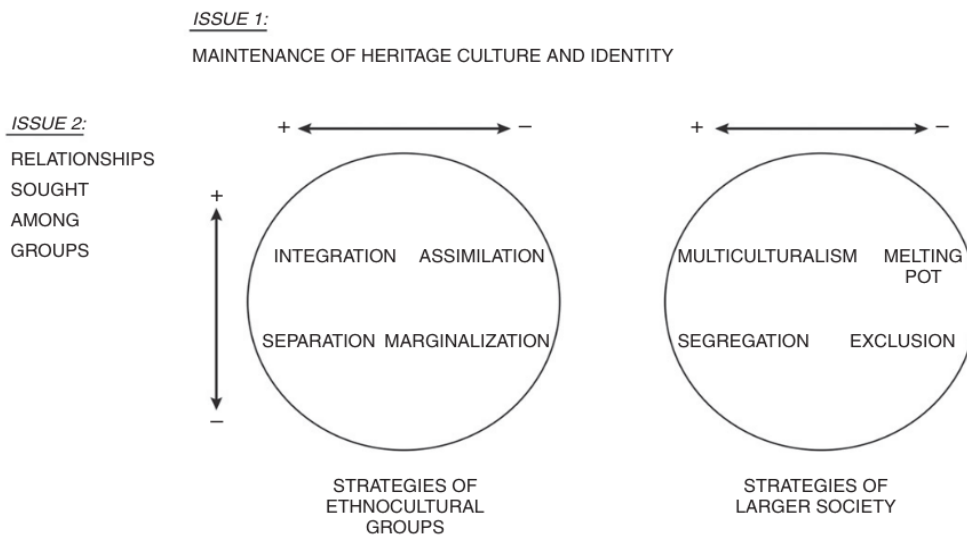 ISSUE 1:
MAINTENANCE OF HERITAGE CULTURE AND IDENTITY
ISSUE 2:
RELATIONSHIPS
SOUGHT
AMONG
GROUPS
+ −
+ −
+
−
INTEGRATION ASSIMILATION
SEPARATION MARGINALIZATION
MULTICULTURALISM MELTING
POT
SEGREGATION EXCLUSION
STRATEGIES OF
ETHNOCULTURAL
GROUPS
STRATEGIES OF
LARGER SOCIETY